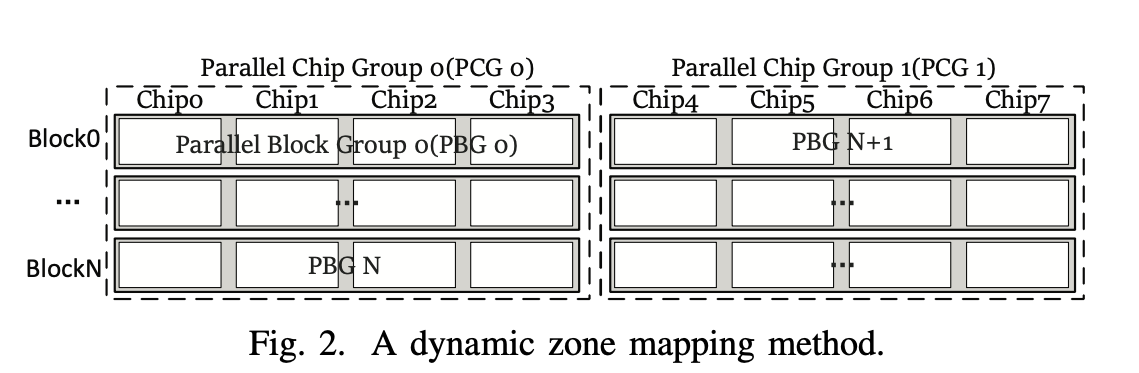 Parallel Chip Group 0(PCG 0) Parallel Chip Group 1(PCG 1)
Chip0 Chip1 Chip2 Chip3 Chip4 Chip5 Chip6 Chip7
Block0 Parallel Block Group 0(PBG 0) PBG N+1
... ... ...
BlockN PBG N ...
Fig. 2. A dynamic zone mapping method.